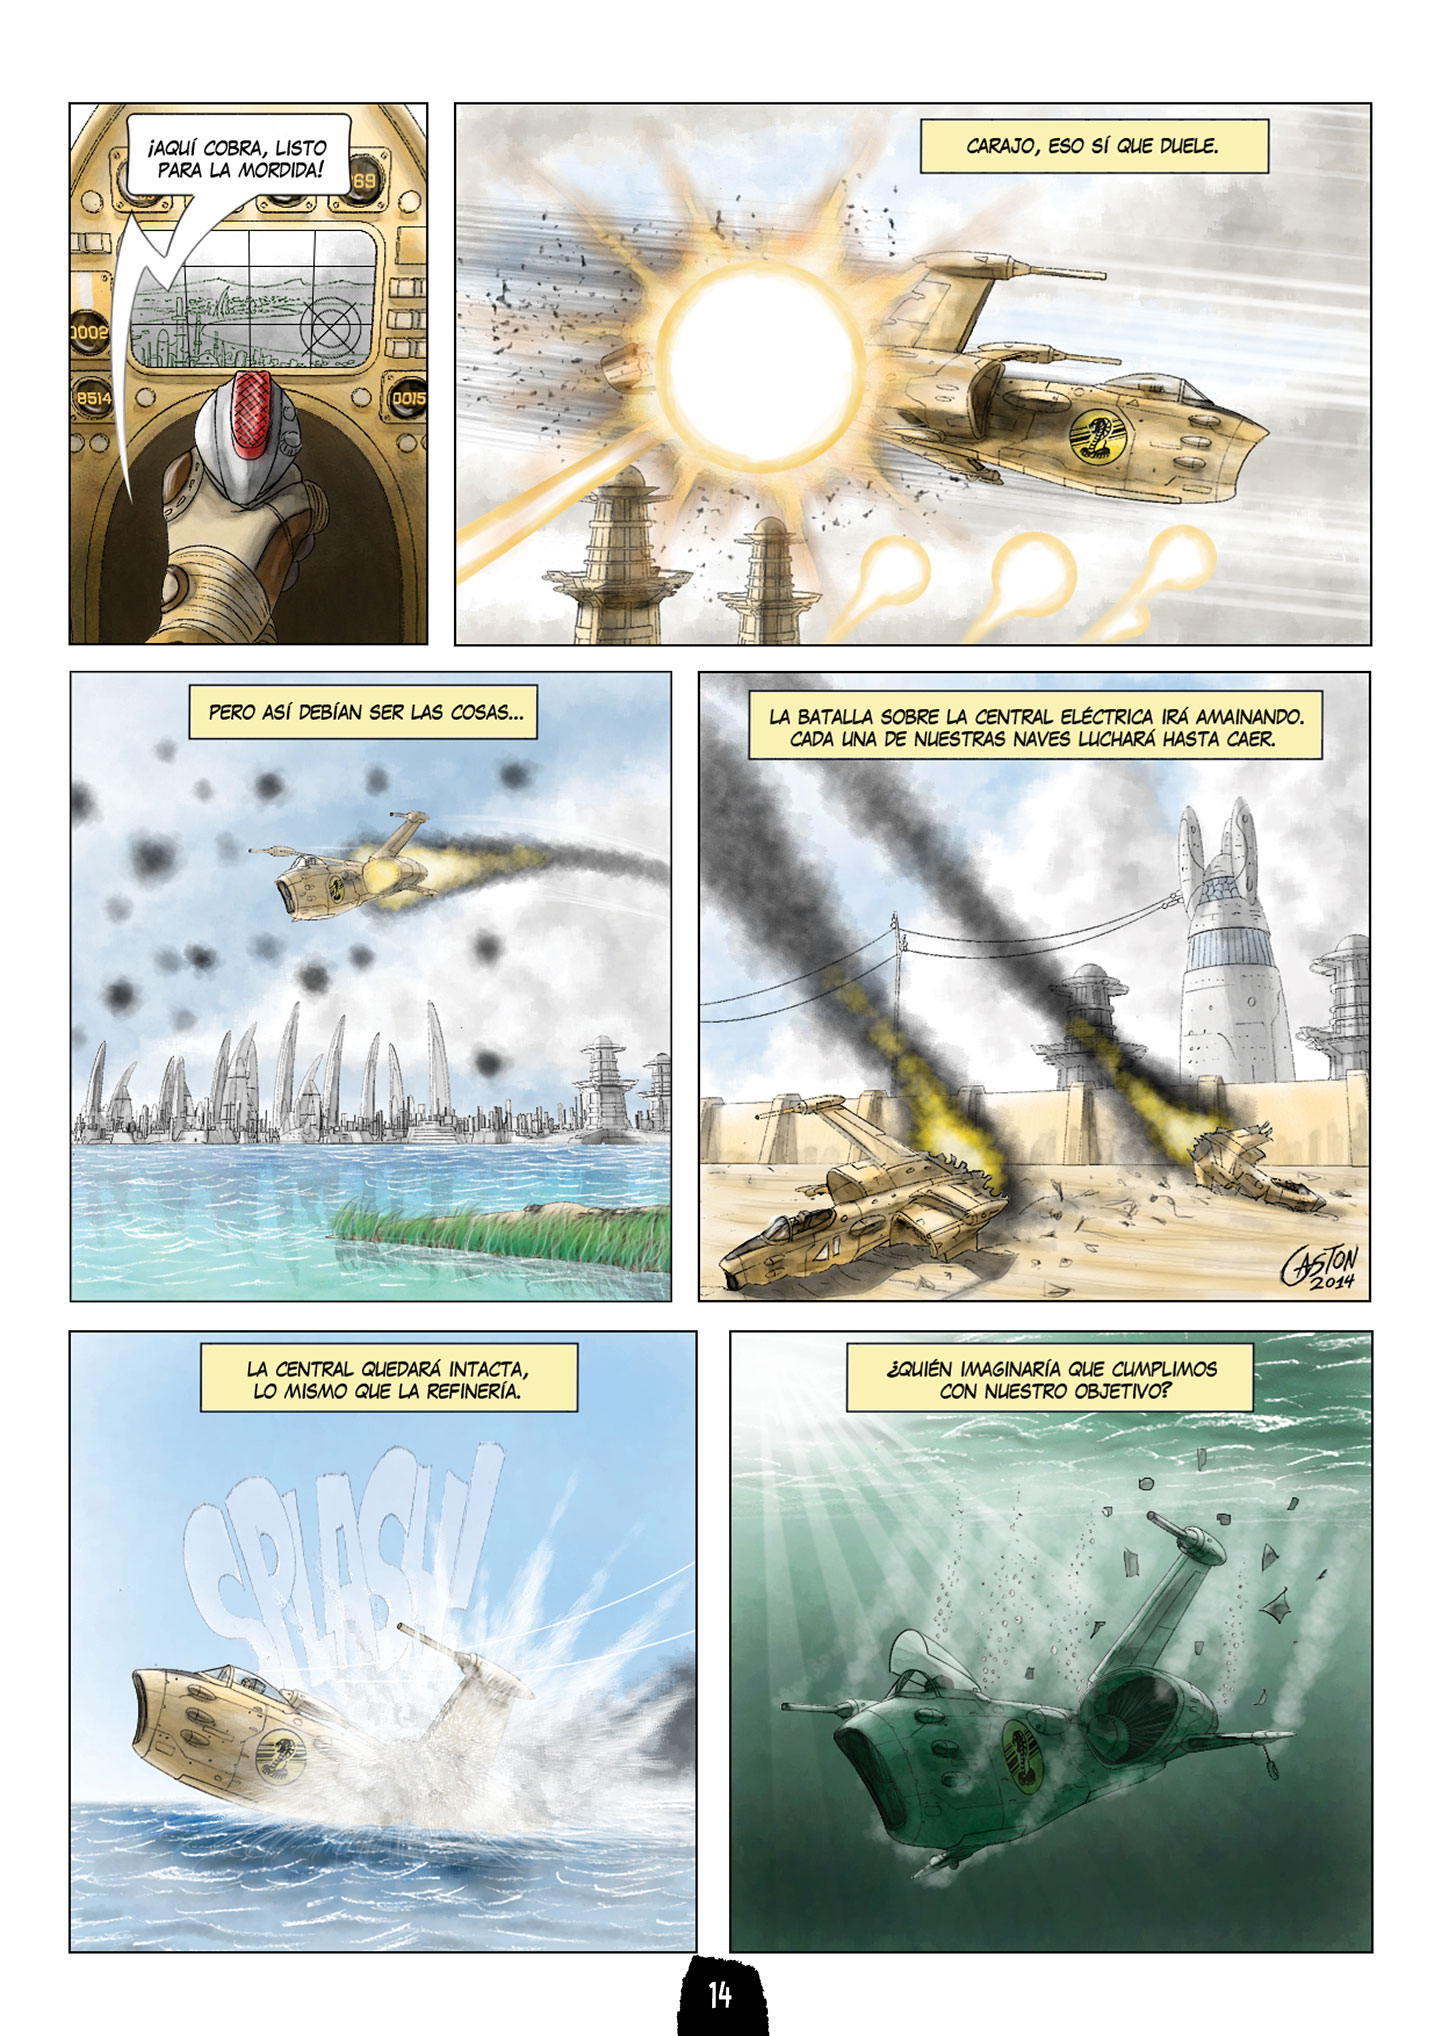 ¡AQUÍ COBRA, LISTO
PARA LA MORDIDA!
69
0002
8514
0015
CARAJO, ESO SÍ QUE DUELE.
PERO ASÍ DEBÍAN SER LAS COSAS...
LA BATALLA SOBRE LA CENTRAL ELÉCTRICA IRÁ AMAINANDO.
CADA UNA DE NUESTRAS NAVES LUCHARÁ HASTA CAER.
GASTON
2014
LA CENTRAL QUEDARÁ INTACTA,
LO MISMO QUE LA REFINERÍA.
SPLASH!
¿QUIÉN IMAGINARÍA QUE CUMPLIMOS
CON NUESTRO OBJETIVO?
14